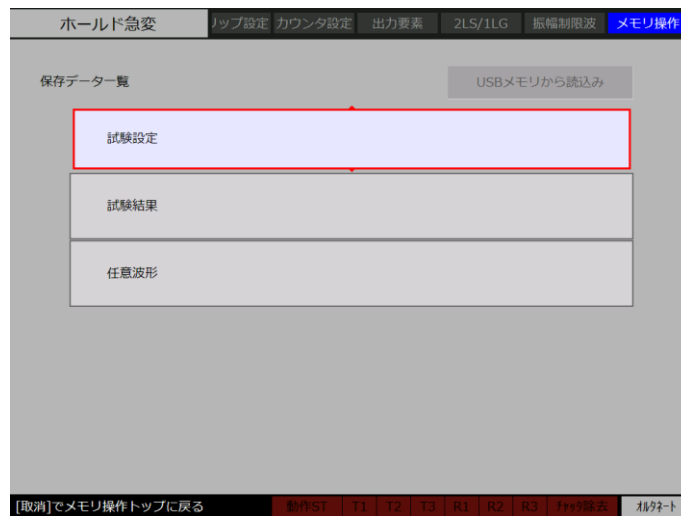 ホールド急変 リップ設定 カウンタ設定 出力要素 2LS/1LG 振幅制限波 メモリ操作
保存データ一覧 USBメモリから読込み
試験設定
試験結果
任意波形
[取消]でメモリ操作トップに戻る 動作ST T1 T2 T3 R1 R2 R3 ﾁｬｯﾀ除去 ｵﾙﾀﾈｰﾄ